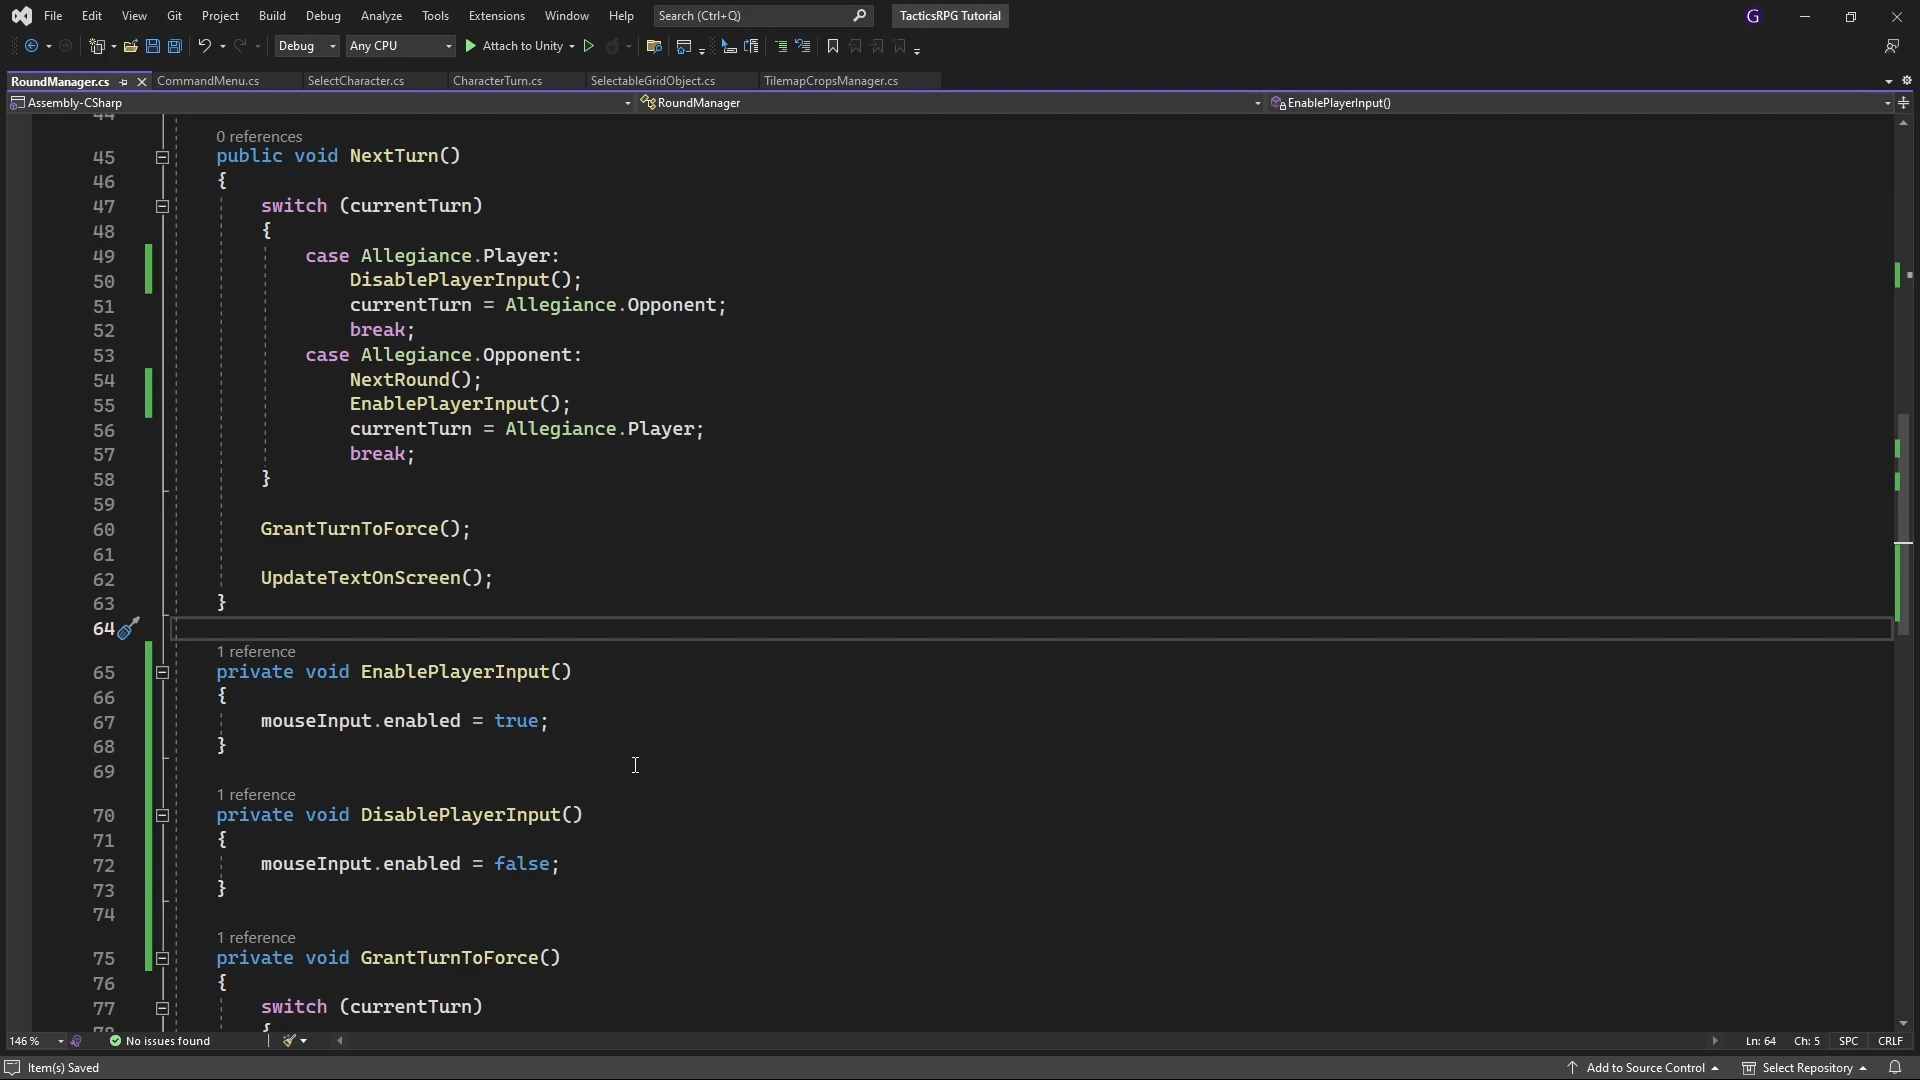 File Edit View Git Project Build Debug Analyze Tools Extensions Window Help Search (Ctrl+Q) TacticsRPG Tutorial G
Debug Any CPU Attach to Unity
RoundManager.cs CommandMenu.cs SelectCharacter.cs CharacterTurn.cs SelectableGridObject.cs TilemapCropsManager.cs
Assembly-CSharp RoundManager EnablePlayerInput()
44
0 references
45 public void NextTurn()
46 {
47 switch (currentTurn)
48 {
49 case Allegiance.Player:
50 DisablePlayerInput();
51 currentTurn = Allegiance.Opponent;
52 break;
53 case Allegiance.Opponent:
54 NextRound();
55 EnablePlayerInput();
56 currentTurn = Allegiance.Player;
57 break;
58 }
59
60 GrantTurnToForce();
61
62 UpdateTextOnScreen();
63 }
64
1 reference
65 private void EnablePlayerInput()
66 {
67 mouseInput.enabled = true;
68 }
69
1 reference
70 private void DisablePlayerInput()
71 {
72 mouseInput.enabled = false;
73 }
74
1 reference
75 private void GrantTurnToForce()
76 {
77 switch (currentTurn)
78 {
146 % No issues found Ln: 64 Ch: 5 SPC CRLF
Item(s) Saved Add to Source Control Select Repository